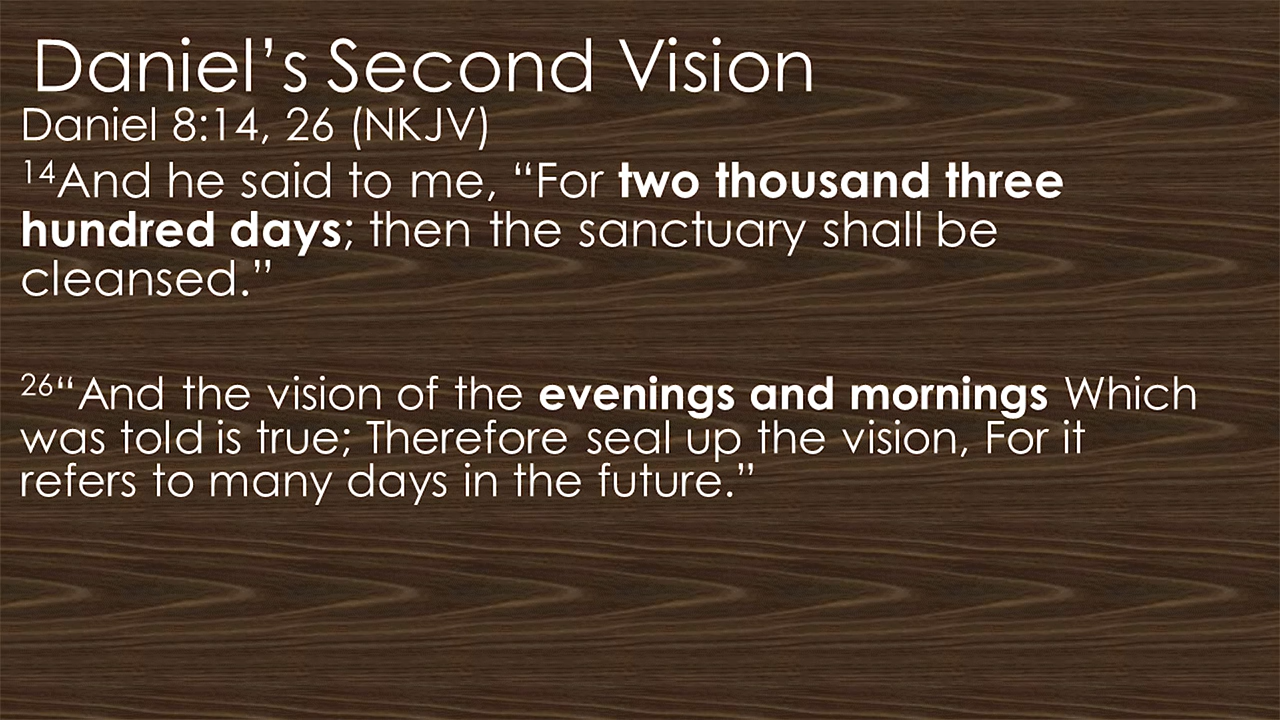 Daniel’s Second Vision
Daniel 8:14, 26 (NKJV)
14And he said to me, “For two thousand three
hundred days; then the sanctuary shall be
cleansed.”
26“And the vision of the evenings and mornings Which
was told is true; Therefore seal up the vision, For it
refers to many days in the future.”